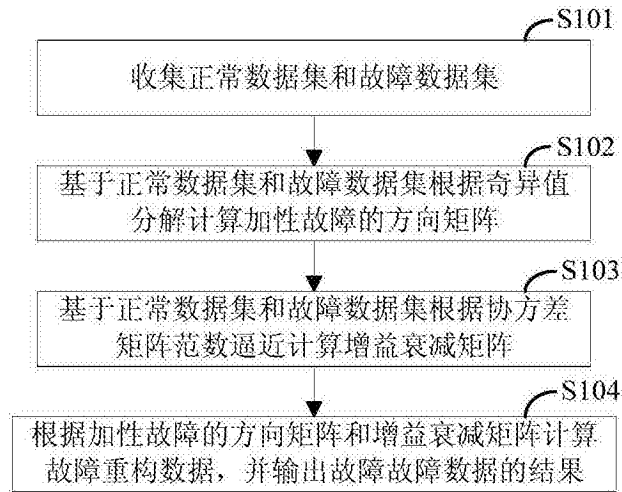 S101
收集正常数据集和故障数据集
S102
基于正常数据集和故障数据集根据奇异值
分解计算加性故障的方向矩阵
S103
基于正常数据集和故障数据集根据协方差
矩阵范数逼近计算增益衰减矩阵
S104
根据加性故障的方向矩阵和增益衰减矩阵计算
故障重构数据，并输出故障故障数据的结果